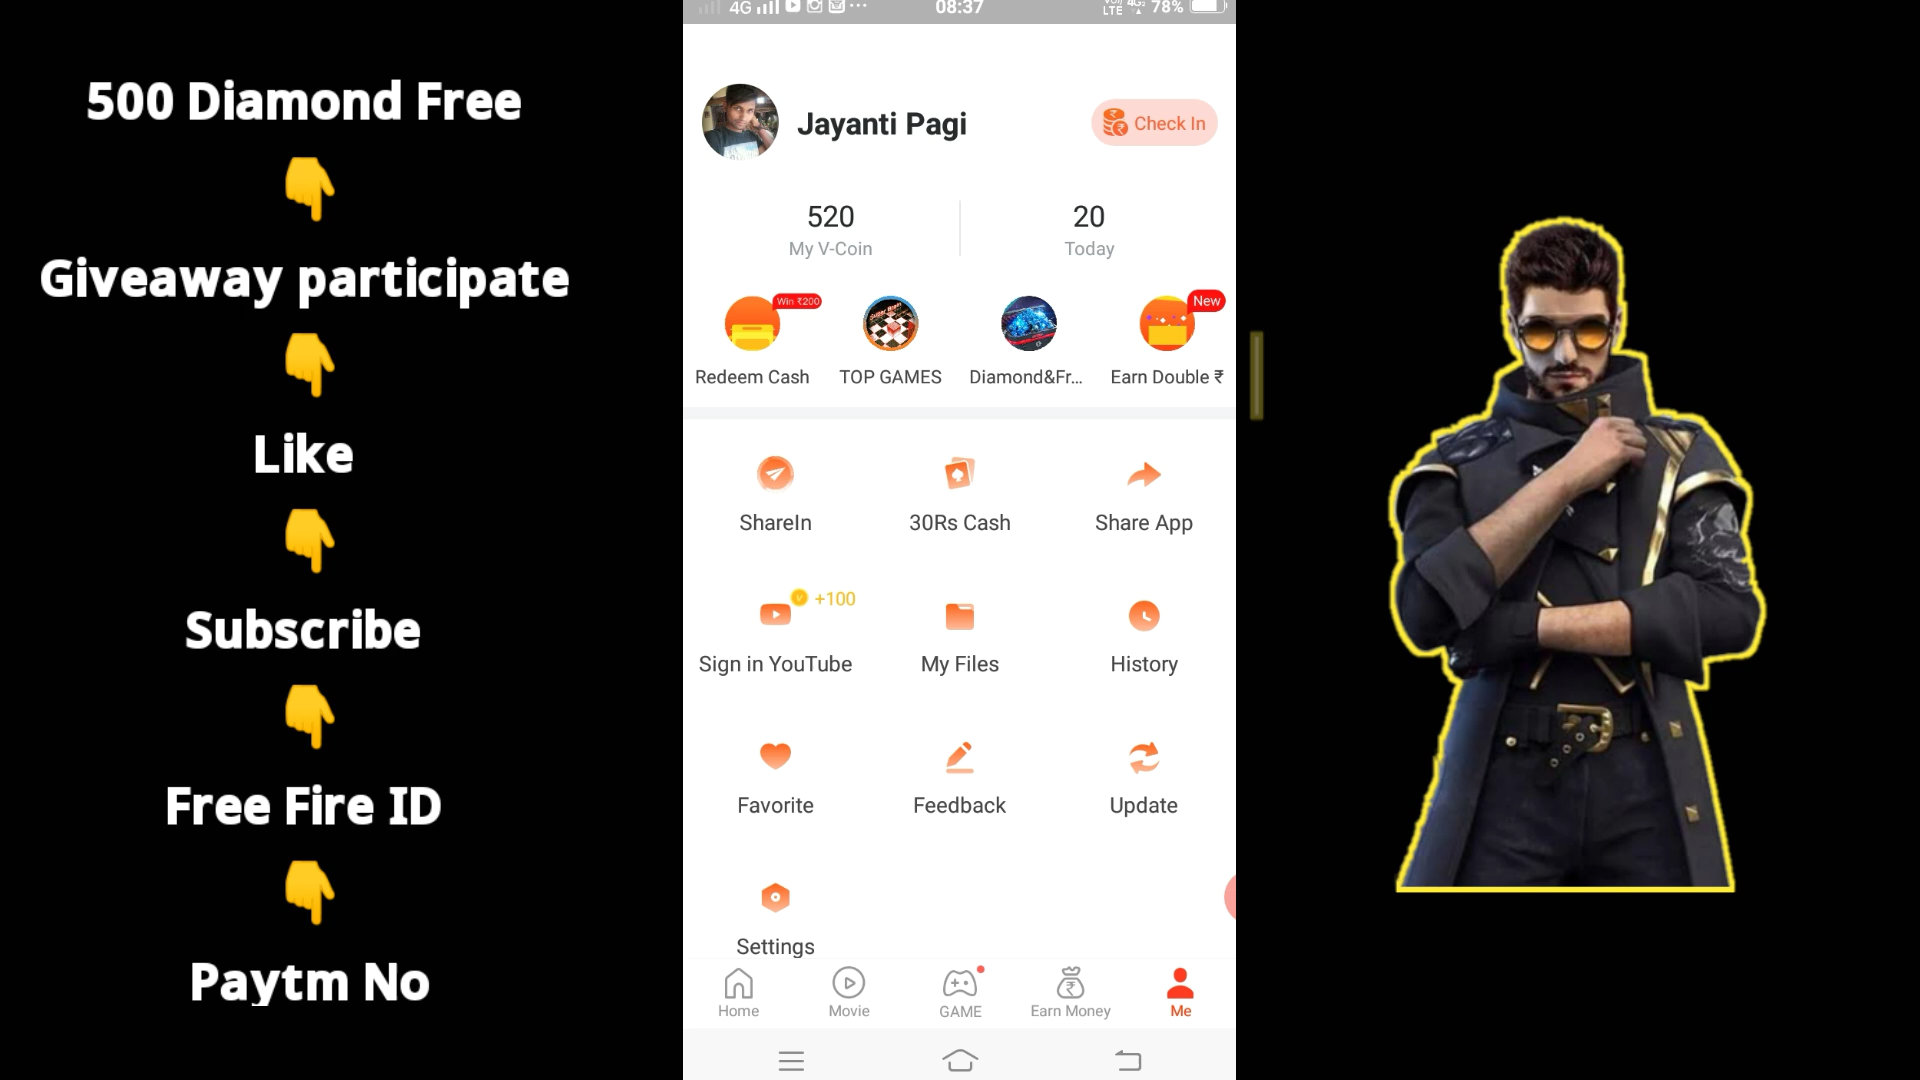 500 Diamond Free
Giveaway participate
Like
Subscribe
Free Fire ID
Paytm No
4G 08:37 LTE 4G 78%
Jayanti Pagi
Check In
520 20
My V-Coin Today
Win ₹200 New
Redeem Cash TOP GAMES Diamond&Fr... Earn Double ₹
ShareIn 30Rs Cash Share App
+100
Sign in YouTube My Files History
Favorite Feedback Update
Settings
Home Movie GAME Earn Money Me